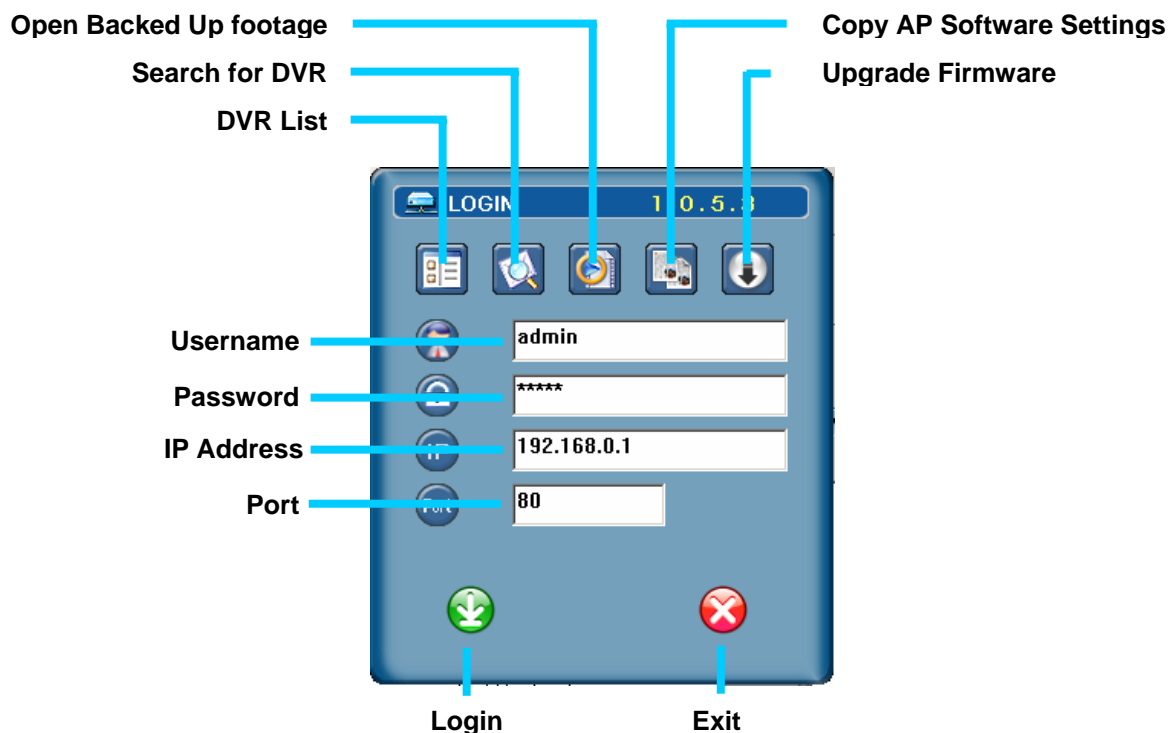 Open Backed Up footage
Copy AP Software Settings
Search for DVR
Upgrade Firmware
DVR List
LOGIN
Username
admin
Password
*****
IP Address
192.168.0.1
Port
80
Login
Exit